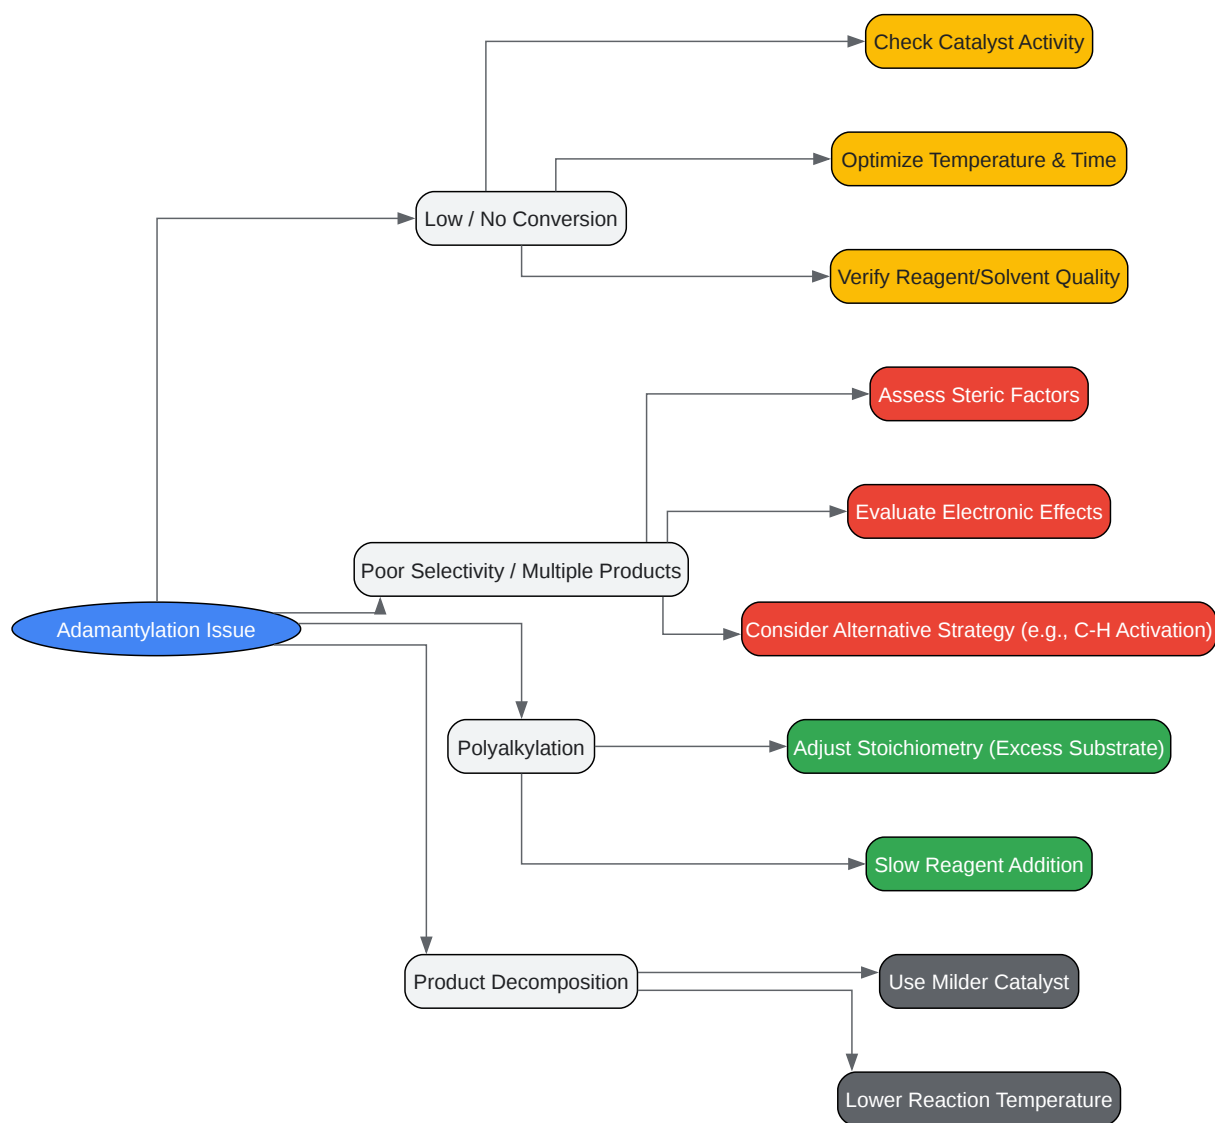 Check Catalyst Activity
Optimize Temperature & Time
Low / No Conversion
Verify Reagent/Solvent Quality
Assess Steric Factors
Evaluate Electronic Effects
Poor Selectivity / Multiple Products
Adamantylation Issue
Consider Alternative Strategy (e.g., C-H Activation)
Polyalkylation
Adjust Stoichiometry (Excess Substrate)
Slow Reagent Addition
Product Decomposition
Use Milder Catalyst
Lower Reaction Temperature